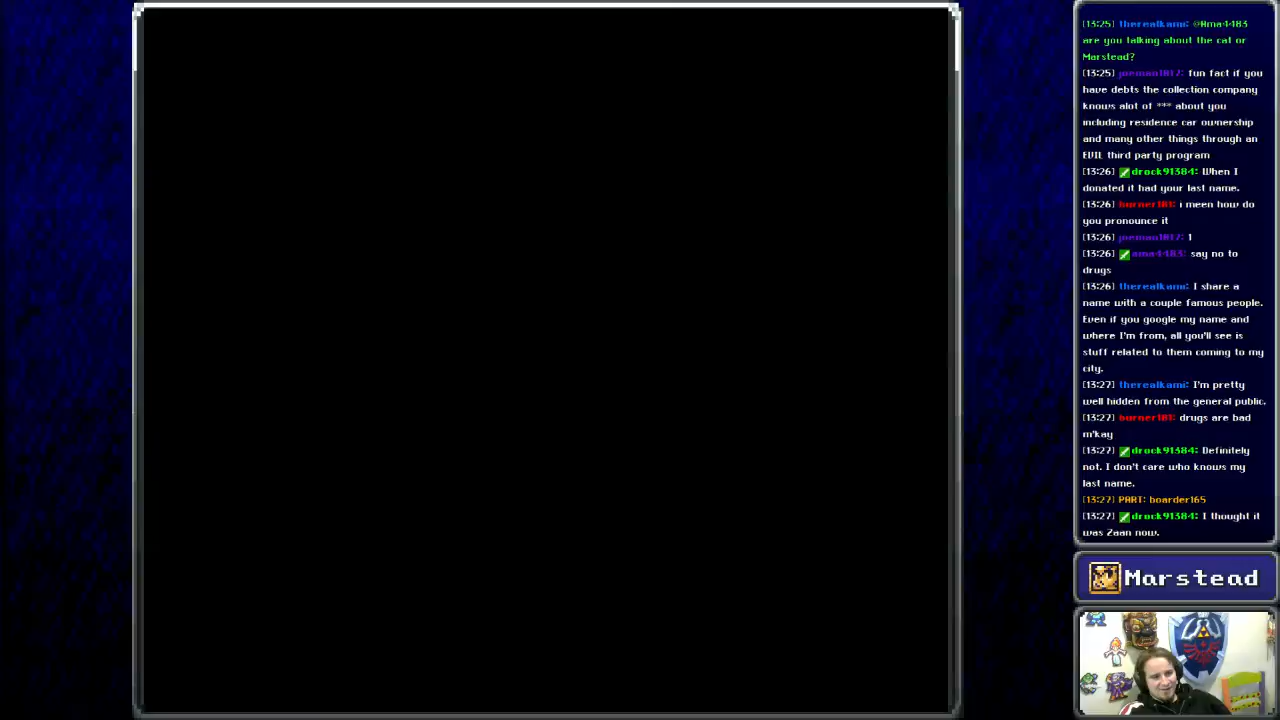 [13:25] therealkami: @Ama4483
are you talking about the cat or
Marstead?
[13:25] joeman1017: fun fact if you
have debts the collection company
knows alot of *** about you
including residence car ownership
and many other things through an
EVIL third party program
[13:26] drock91384: When I
donated it had your last name.
[13:26] burner101: i meen how do
you pronounce it
[13:26] joeman1017: 1
[13:26] ama4483: say no to
drugs
[13:26] therealkami: I share a
name with a couple famous people.
Even if you google my name and
where I'm from, all you'll see is
stuff related to them coming to my
city.
[13:27] therealkami: I'm pretty
well hidden from the general public.
[13:27] burner101: drugs are bad
m'kay
[13:27] drock91384: Definitely
not. I don't care who knows my
last name.
[13:27] PART: boarder165
[13:27] drock91384: I thought it
was Zaan now.
Marstead